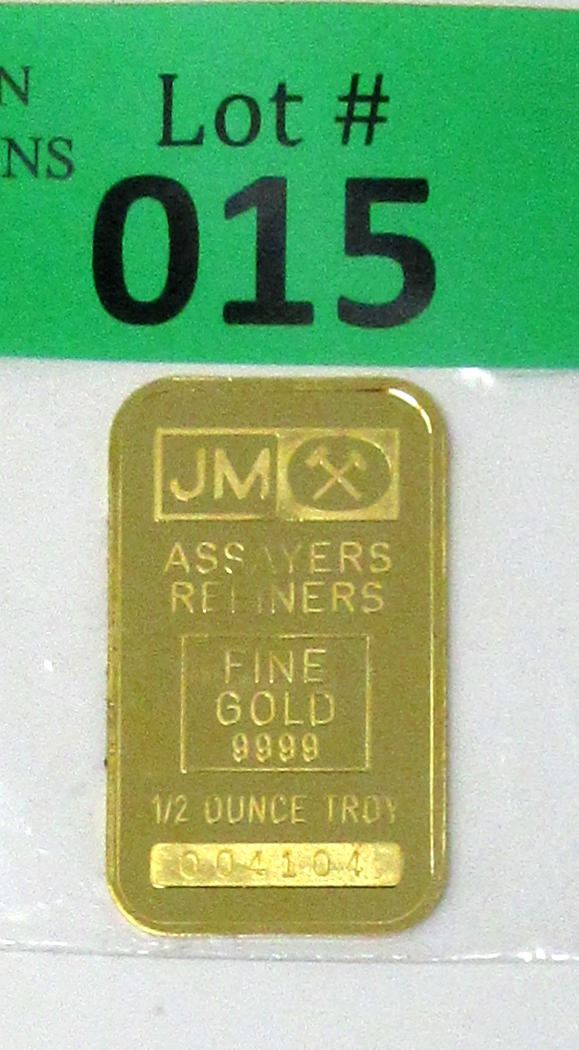 N
NS
Lot #
015
JM
ASSAYERS
REFINERS
FINE
GOLD
9999
1/2 OUNCE TROY
004104